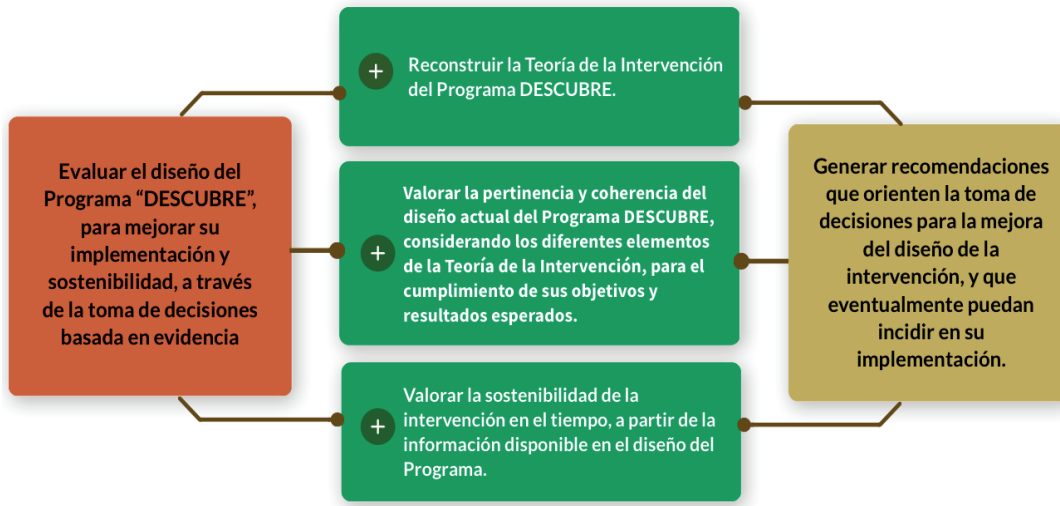 Evaluar el diseño del
Programa “DESCUBRE”,
para mejorar su
implementación y
sostenibilidad, a través
de la toma de decisiones
basada en evidencia
+
Reconstruir la Teoría de la Intervención
del Programa DESCUBRE.
+
Valorar la pertinencia y coherencia del
diseño actual del Programa DESCUBRE,
considerando los diferentes elementos
de la Teoría de la Intervención, para el
cumplimiento de sus objetivos y
resultados esperados.
+
Valorar la sostenibilidad de la
intervención en el tiempo, a partir de la
información disponible en el diseño del
Programa.
Generar recomendaciones
que orienten la toma de
decisiones para la mejora
del diseño de la
intervención, y que
eventualmente puedan
incidir en su
implementación.